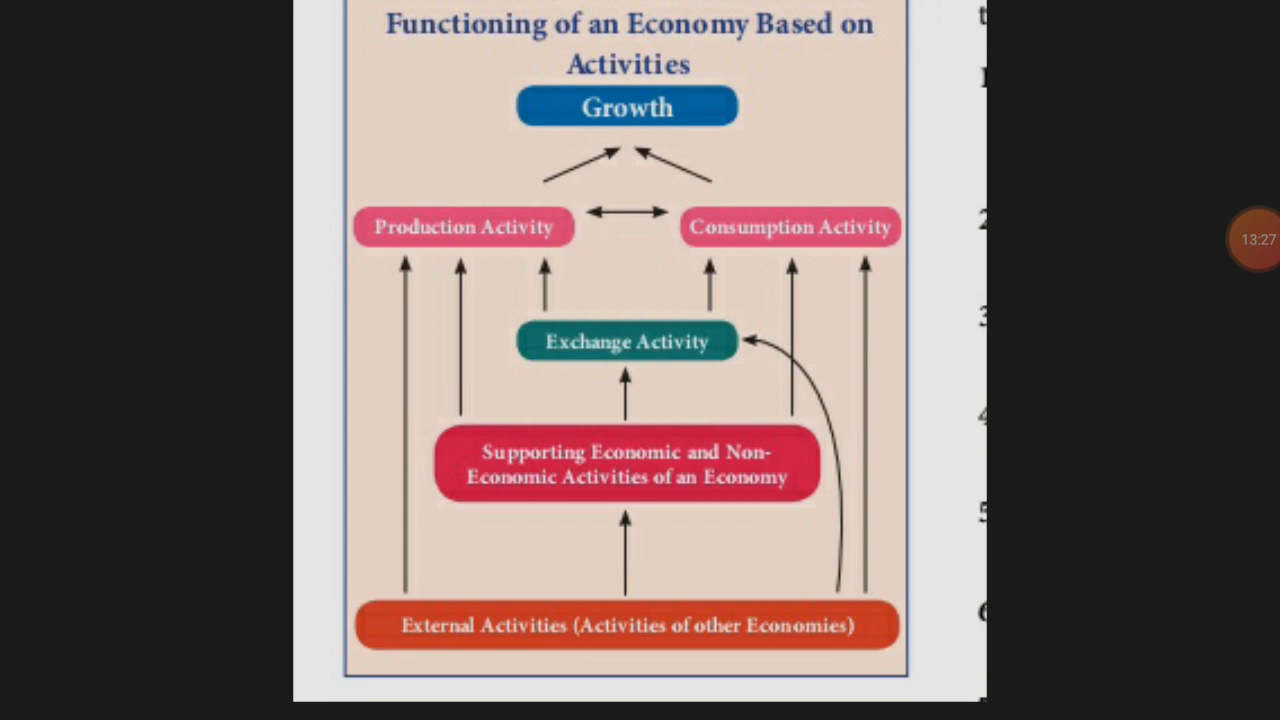 Functioning of an Economy Based on
Activities
Growth
Production Activity
Consumption Activity
Exchange Activity
Supporting Economic and Non-
Economic Activities of an Economy
External Activities (Activities of other Economies)
13:27